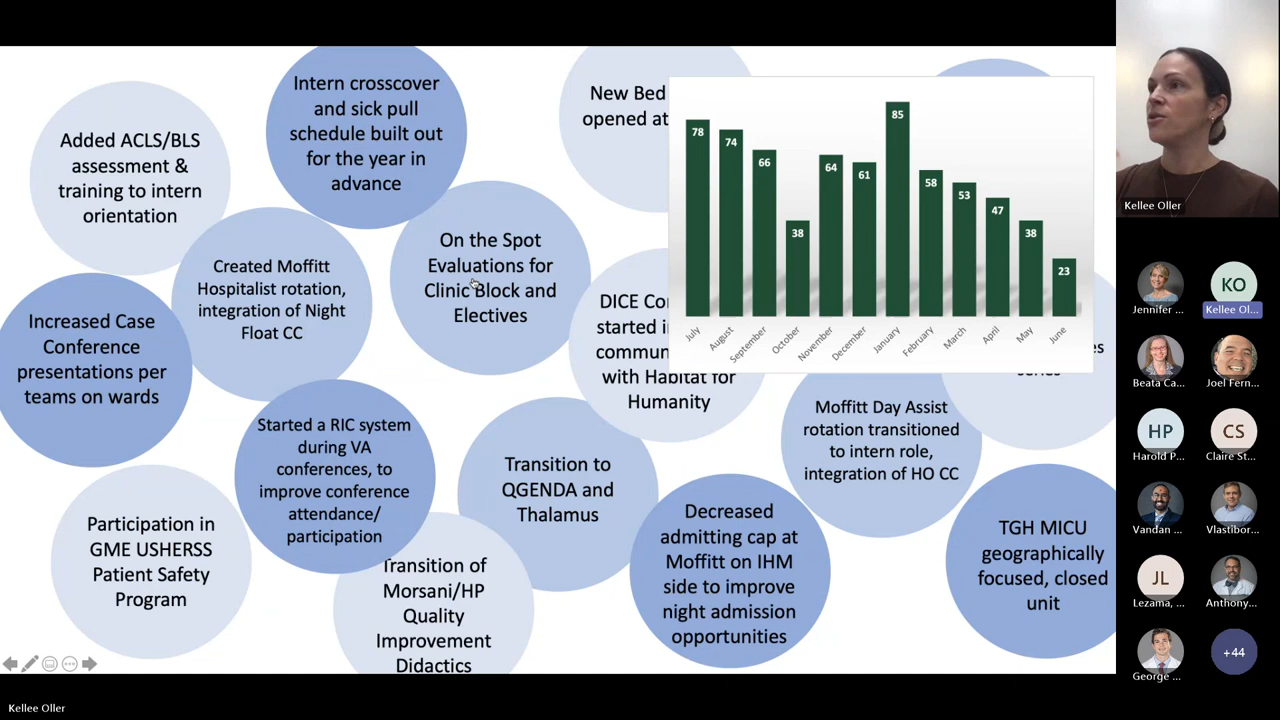 Added ACLS/BLS
assessment &
training to intern
orientation
Intern crosscover
and sick pull
schedule built out
for the year in
advance
New Bed
opened at
Created Moffitt
Hospitalist rotation,
integration of Night
Float CC
On the Spot
Evaluations for
Clinic Block and
Electives
Increased Case
Conference
presentations per
teams on wards
DICE
started
with Habitat for
Humanity
Started a RIC system
during VA
conferences, to
improve conference
attendance/
participation
Transition to
QGENDA and
Thalamus
Moffitt Day Assist
rotation transitioned
to intern role,
integration of HO CC
Participation in
GME USHERSS
Patient Safety
Program
Transition of
Morsani/HP
Quality
Improvement
Didactics
Decreased
admitting cap at
Moffitt on IHM
side to improve
night admission
opportunities
TGH MICU
geographically
focused, closed
unit
78
74
66
38
64
61
85
58
53
47
38
23
July
August
September
October
November
December
January
February
March
April
May
June
Kellee Oller
Jennifer ...
KO
Kellee Ol...
Beata Ca...
Joel Fern...
HP
Harold P...
CS
Claire St...
Vandan ...
Vlastibor...
JL
Lezama, ...
Anthony...
George ...
+44
Kellee Oller